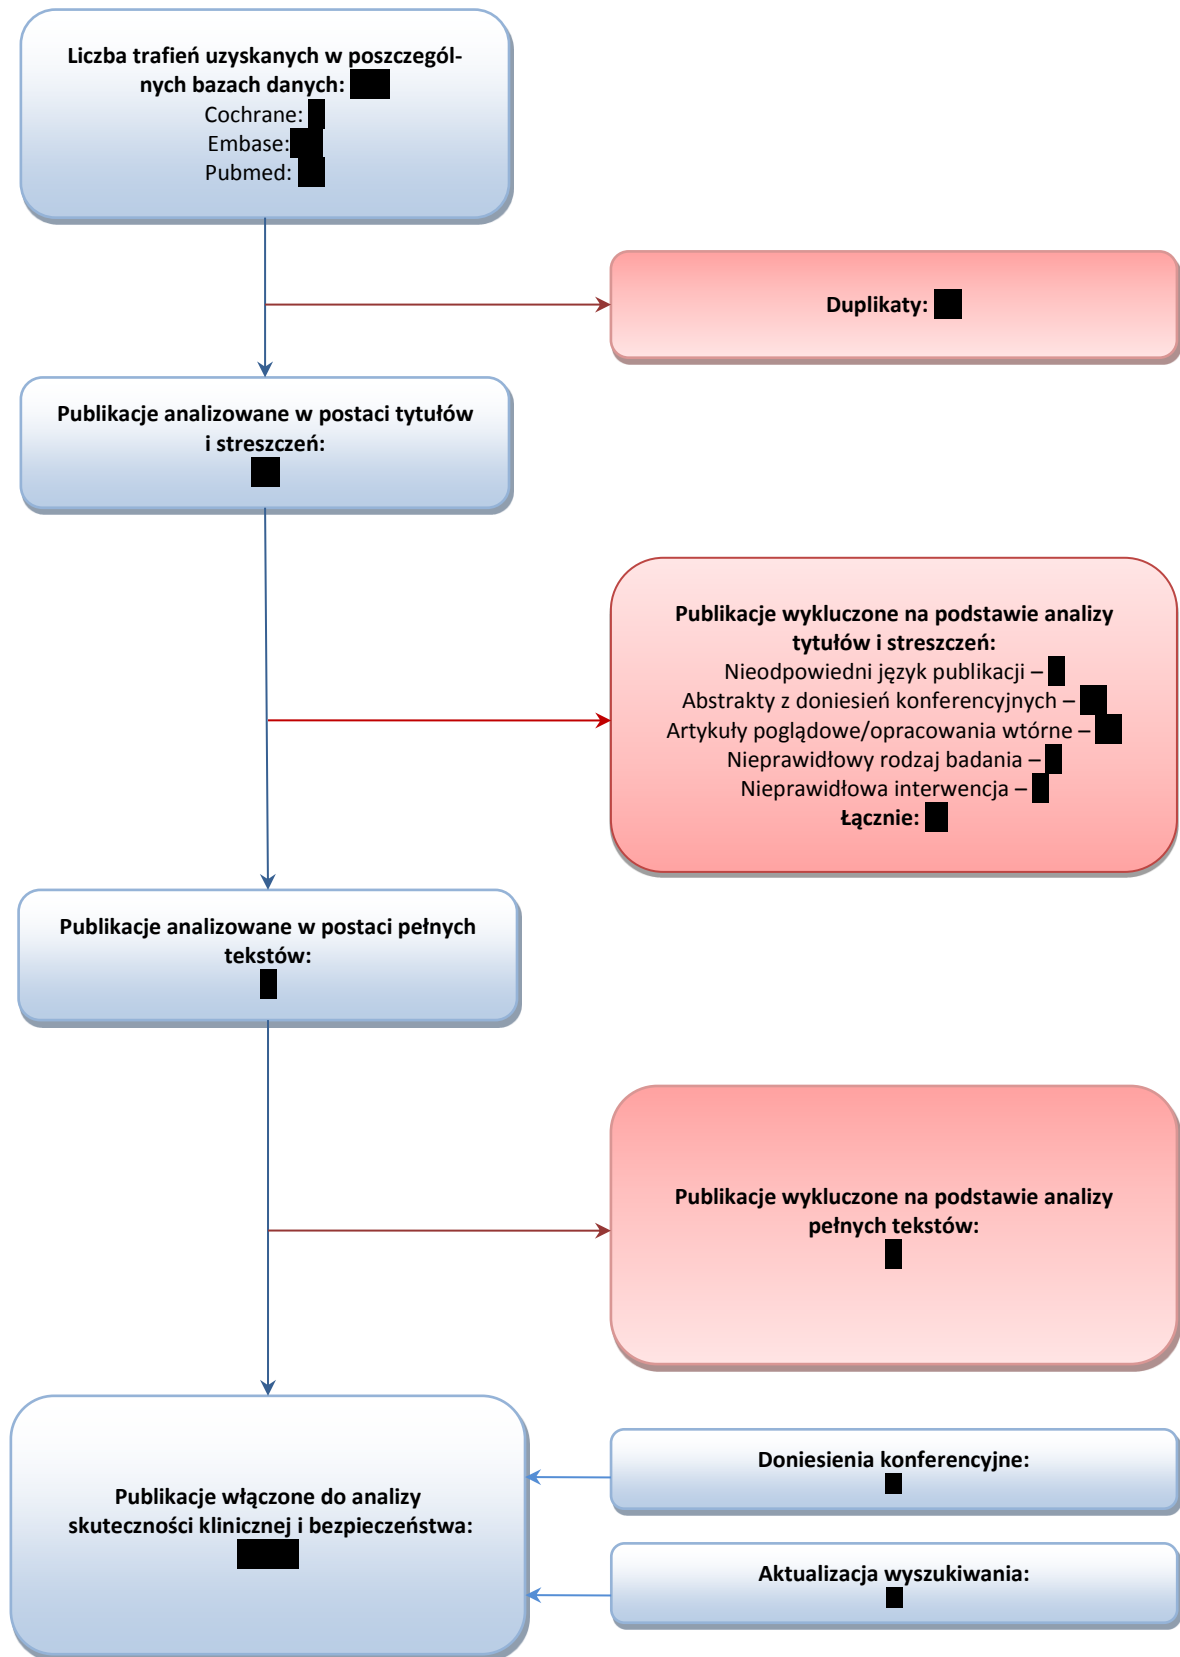 Liczba trafień uzyskanych w poszczegól-
nych bazach danych:
Cochrane:
Embase:
Pubmed:
Duplikaty:
Publikacje analizowane w postaci tytułów
i streszczeń:
Publikacje wykluczone na podstawie analizy
tytułów i streszczeń:
Nieodpowiedni język publikacji –
Abstrakty z doniesień konferencyjnych –
Artykuły poglądowe/opracowania wtórne –
Nieprawidłowy rodzaj badania –
Nieprawidłowa interwencja –
Łącznie:
Publikacje analizowane w postaci pełnych
tekstów:
Publikacje wykluczone na podstawie analizy
pełnych tekstów:
Publikacje włączone do analizy
skuteczności klinicznej i bezpieczeństwa:
Doniesienia konferencyjne:
Aktualizacja wyszukiwania: